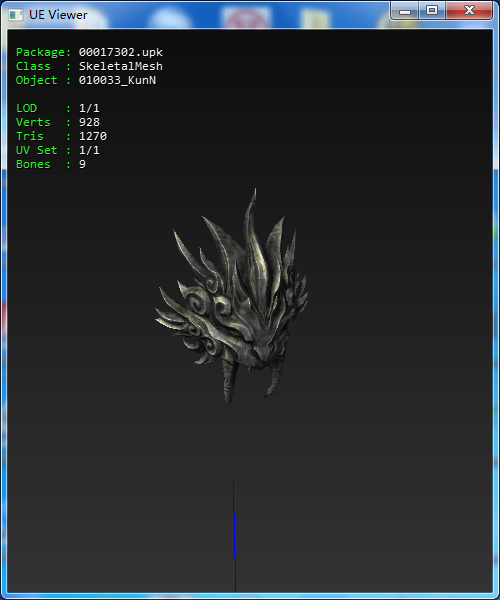 UE Viewer
Package: 00017302.upk
Class : SkeletalMesh
Object : 010033_KunN
LOD : 1/1
Verts : 928
Tris : 1270
UV Set : 1/1
Bones : 9